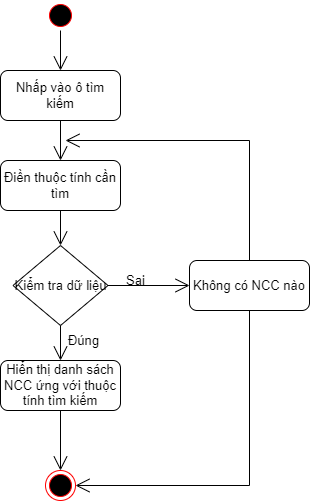 Nhấp vào ô tìm
kiếm
Điền thuộc tính cần
tìm
Kiểm tra dữ liệu
Sai
Không có NCC nào
Đúng
Hiển thị danh sách
NCC ứng với thuộc
tính tìm kiếm